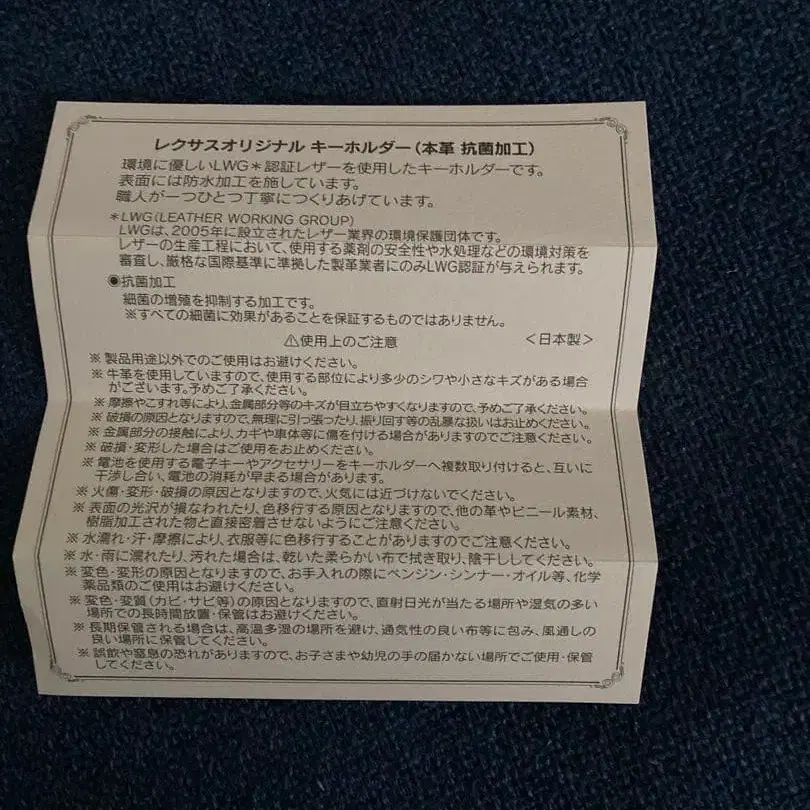 レクサスオリジナル キーホルダー（本革 抗菌加工）
環境に優しいLWG＊認証レザーを使用したキーホルダーです。
表面には防水加工を施しています。
職人が一つひとつ丁寧につくりあげています。
＊LWG（LEATHER WORKING GROUP）
LWGは、2005年に設立されたレザー業界の環境保護団体です。
レザーの生産工程において、使用する薬剤の安全性や水処理などの環境対策を
審査し、厳格な国際基準に準拠した製革業者にのみLWG認証が与えられます。
◉抗菌加工
細菌の増殖を抑制する加工です。
※すべての細菌に効果があることを保証するものではありません。
⚠使用上のご注意 ＜日本製＞
※ 製品用途以外でのご使用はお避けください。
※ 牛革を使用していますので、使用する部位により多少のシワや小さなキズがある場合
がございます。予めご了承ください。
※ 摩擦やこすれ等により、金属部分等のキズが目立ちやすくなりますので、予めご了承ください。
※ 破損の原因となりますので、無理に引っ張ったり、振り回す等の乱暴な扱いはお止めください。
※ 金属部分の接触により、カギや車体等に傷を付ける場合がありますのでご注意ください。
※ 破損・変形した場合はご使用をお止めください。
※ 電池を使用する電子キーやアクセサリーをキーホルダーへ複数取り付けると、互いに
干渉し合い、電池の消耗が早まる場合があります。
※ 火傷・変形・破損の原因となりますので、火気には近づけないでください。
※ 表面の光沢が損なわれたり、色移行する原因となりますので、他の革やビニール素材、
樹脂加工された物と直接密着させないようにご注意ください。
※ 水濡れ・汗・摩擦により、衣服等に色移行することがありますのでご注意ください。
※ 水・雨に濡れたり、汚れた場合は、乾いた柔らかい布で拭き取り、陰干ししてください。
※ 変色・変形の原因となりますので、お手入れの際にベンジン・シンナー・オイル等、化学
薬品類のご使用はお避けください。
※ 変色・変質（カビ・サビ等）の原因となりますので、直射日光が当たる場所や湿気の多い
場所での長時間放置・保管はお避けください。
※ 長期保管される場合は、高温多湿の場所を避け、通気性の良い布等に包み、風通しの
良い場所に保管してください。
※ 誤飲や窒息の恐れがありますので、お子さまや幼児の手の届かない場所でご使用・保管
してください。